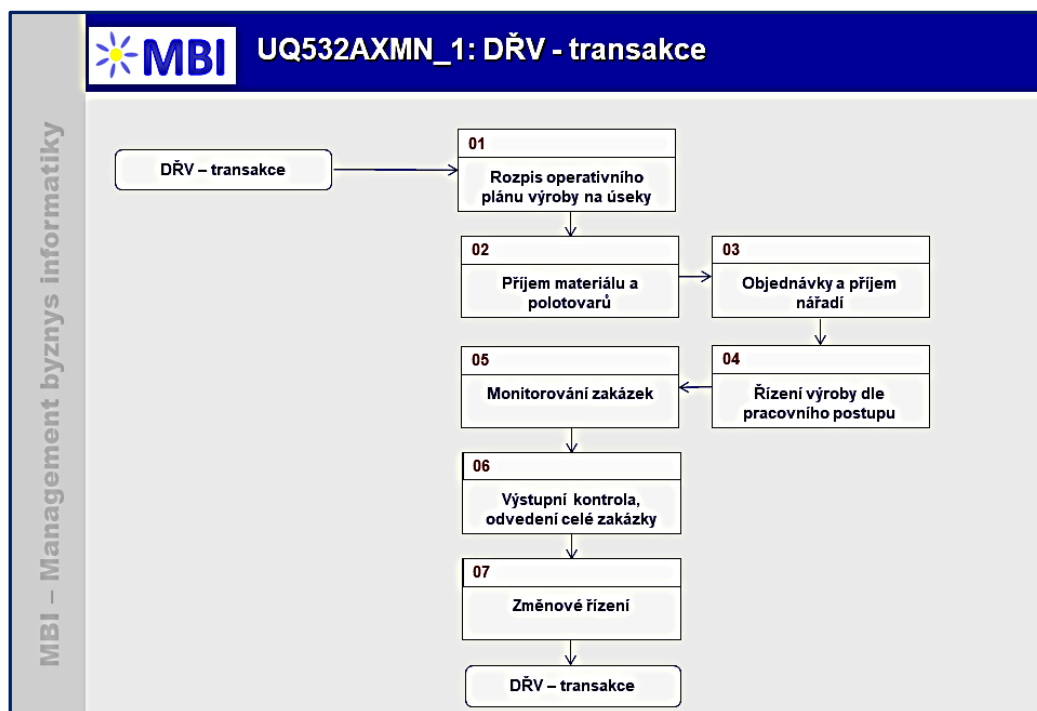 MBI
UQ532AXMN_1: DŘV - transakce
MBI – Management byznys informatiky
DŘV – transakce
01
Rozpis operativního
plánu výroby na úseky
02
Příjem materiálu a
polotovarů
03
Objednávky a příjem
nářadí
04
Řízení výroby dle
pracovního postupu
05
Monitorování zakázek
06
Výstupní kontrola,
odvedení celé zakázky
07
Změnové řízení
DŘV – transakce